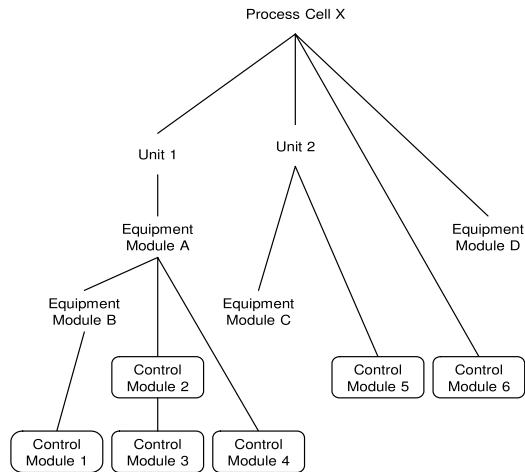 Process Cell X
Unit 1
Unit 2
Equipment
Module A
Equipment
Module D
Equipment
Module B
Equipment
Module C
Control
Module 2
Control
Module 5
Control
Module 6
Control
Module 1
Control
Module 3
Control
Module 4